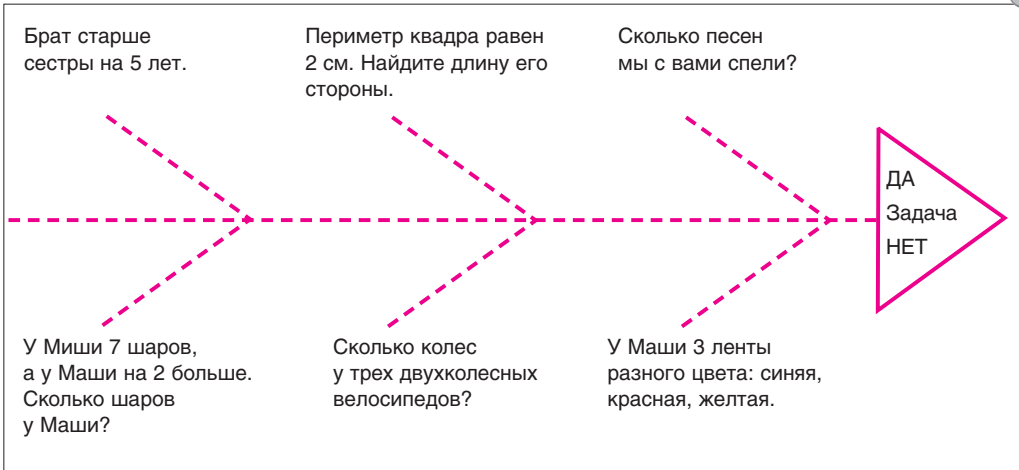 Брат старше
сестры на 5 лет.
Периметр квадра равен
2 см. Найдите длину его
стороны.
Сколько песен
мы с вами спели?
ДА
Задача
НЕТ
У Миши 7 шаров,
а у Маши на 2 больше.
Сколько шаров
у Маши?
Сколько колес
у трех двухколесных
велосипедов?
У Маши 3 ленты
разного цвета: синяя,
красная, желтая.